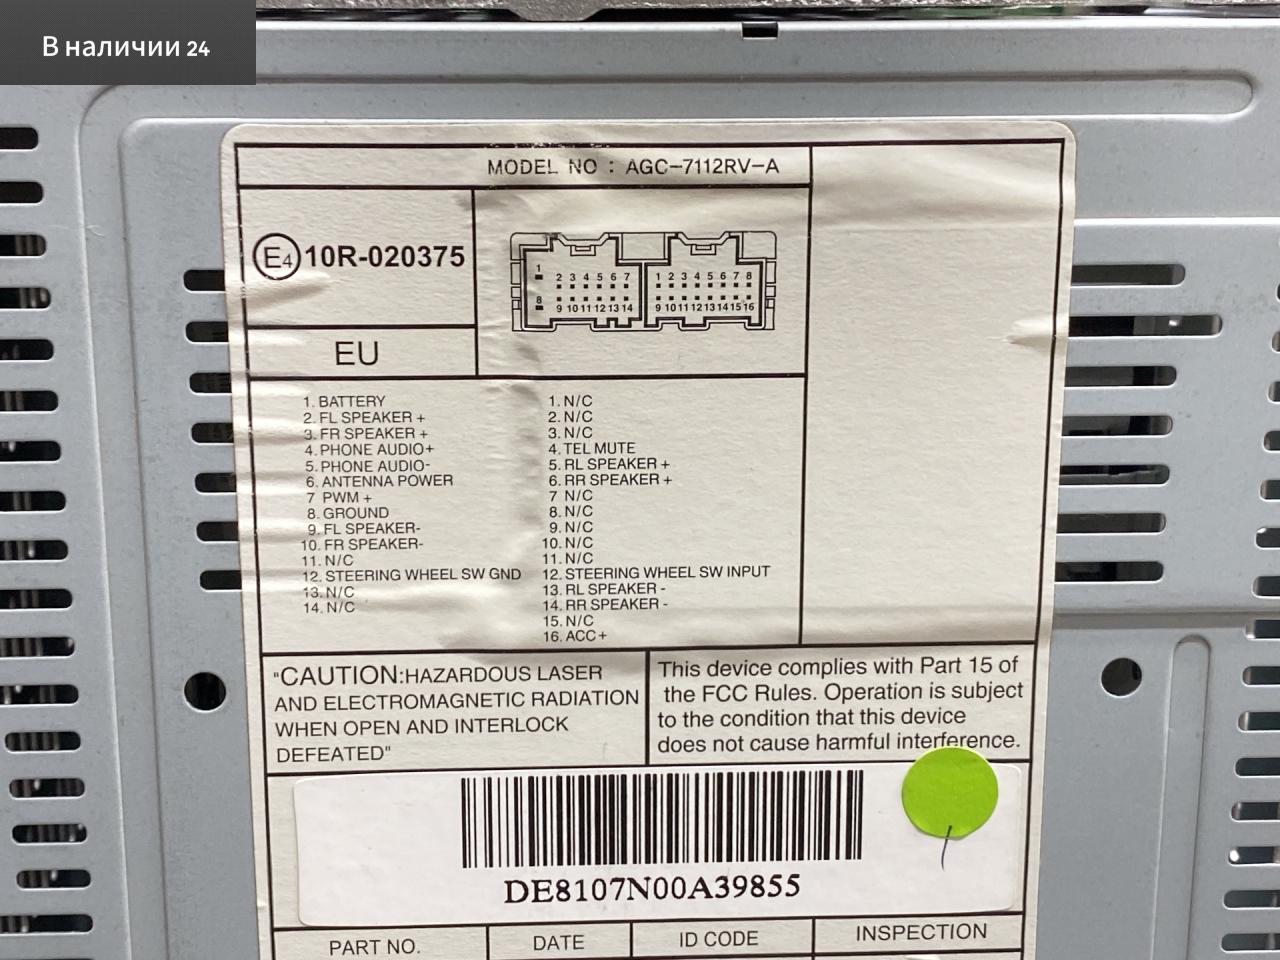 В наличии 24
MODEL NO : AGC-7112RV-A
E4 10R-020375
EU
1 2 3 4 5 6 7 1 2 3 4 5 6 7 8
8 9 10 11 12 13 14 9 10 11 12 13 14 15 16
1. BATTERY
2. FL SPEAKER +
3. FR SPEAKER +
4. PHONE AUDIO+
5. PHONE AUDIO-
6. ANTENNA POWER
7 PWM +
8. GROUND
9. FL SPEAKER-
10. FR SPEAKER-
11. N/C
12. STEERING WHEEL SW GND
13. N/C
14. N/C
1. N/C
2. N/C
3. N/C
4. TEL MUTE
5. RL SPEAKER +
6. RR SPEAKER +
7 N/C
8. N/C
9. N/C
10. N/C
11. N/C
12. STEERING WHEEL SW INPUT
13. RL SPEAKER -
14. RR SPEAKER -
15. N/C
16. ACC+
"CAUTION:HAZARDOUS LASER
AND ELECTROMAGNETIC RADIATION
WHEN OPEN AND INTERLOCK
DEFEATED"
This device complies with Part 15 of
the FCC Rules. Operation is subject
to the condition that this device
does not cause harmful interference.
DE8107N00A39855
PART NO. DATE ID CODE INSPECTION